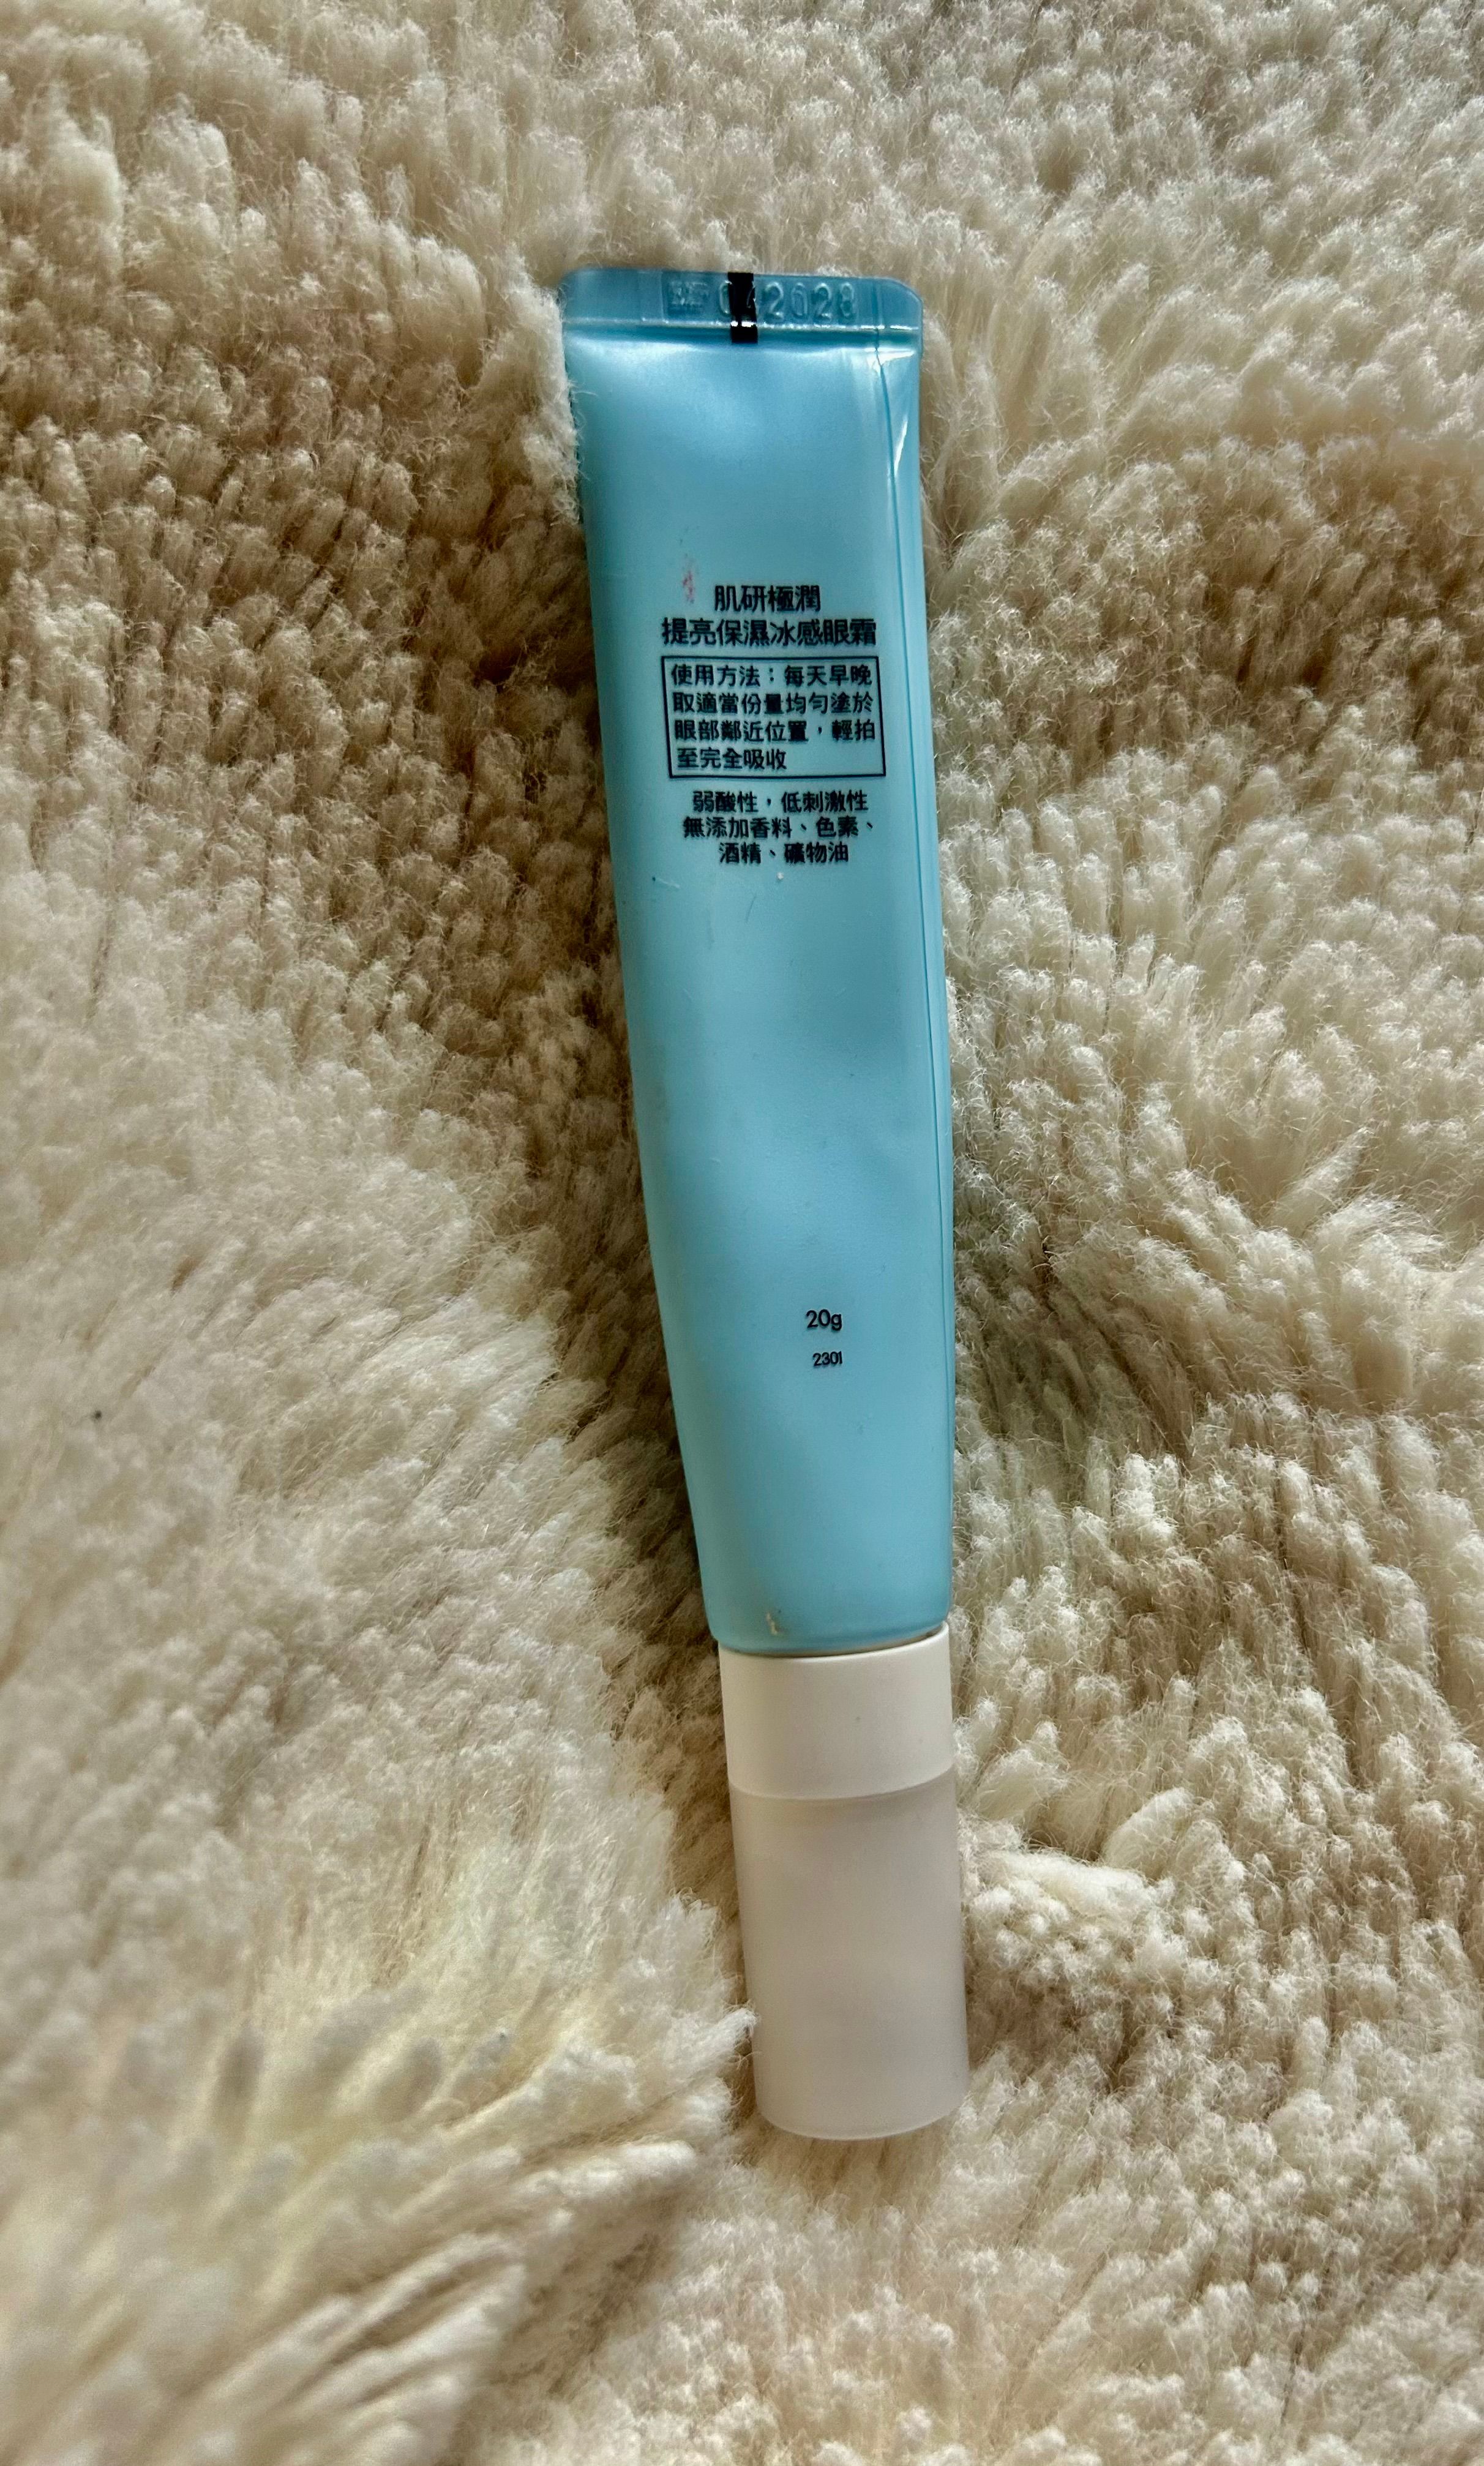 EXP 042028
肌研極潤
提亮保濕冰感眼霜
使用方法：每天早晚
取適當份量均勻塗於
眼部鄰近位置，輕拍
至完全吸收
弱酸性，低刺激性
無添加香料、色素、
酒精、礦物油
20g
2301